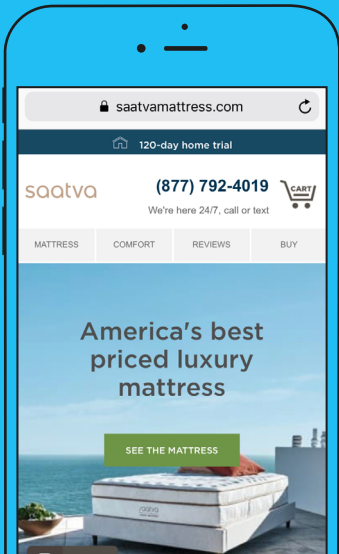 saatvamattress.com
120-day home trial
saatva
(877) 792-4019
CART
We're here 24/7, call or text
MATTRESS COMFORT REVIEWS BUY
America's best
priced luxury
mattress
SEE THE MATTRESS
saatva